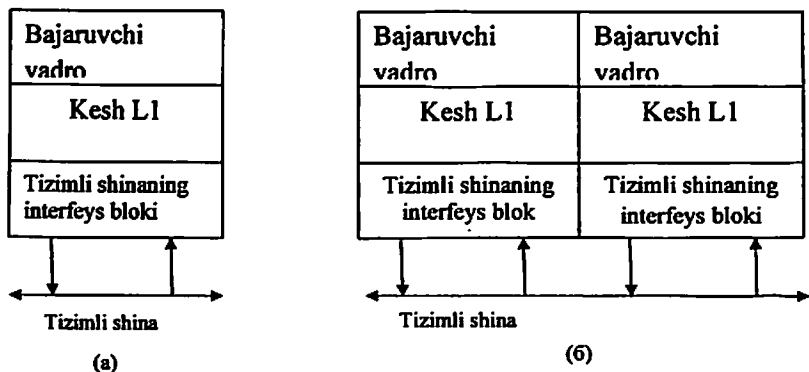 Bajaruvchi
vadro
Kesh L1
Tizimli shinaning
interfeys bloki
Tizimli shina
(a)
Bajaruvchi
vadro
Kesh L1
Tizimli shinaning
interfeys blok
Bajaruvchi
vadro
Kesh L1
Tizimli shinaning
interfeys bloki
Tizimli shina
(б)